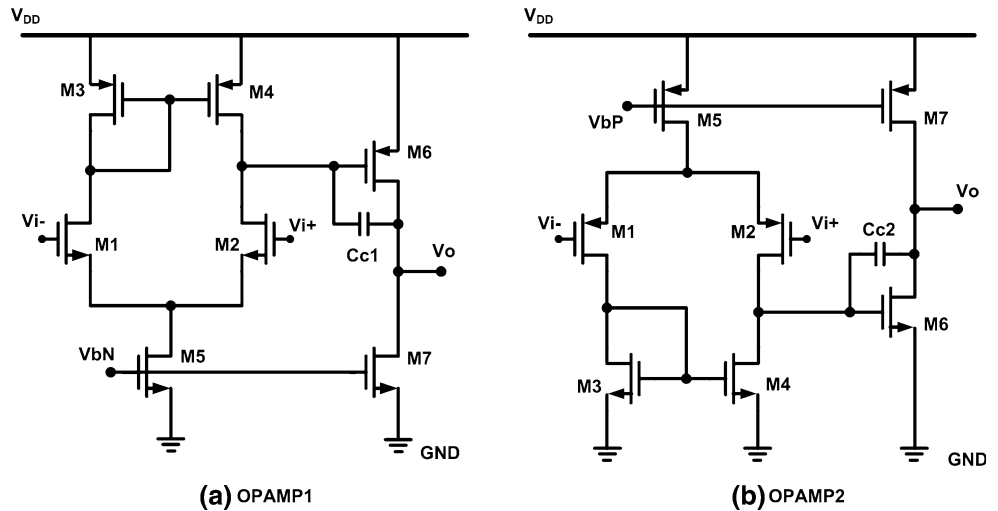 VDD
M3
M4
M6
Vi-
M1
M2
Vi+
Cc1
Vo
VbN
M5
M7
GND
(a) OPAMP1
VDD
VbP
M5
M7
Vo
Vi-
M1
M2
Vi+
Cc2
M6
M3
M4
GND
(b) OPAMP2